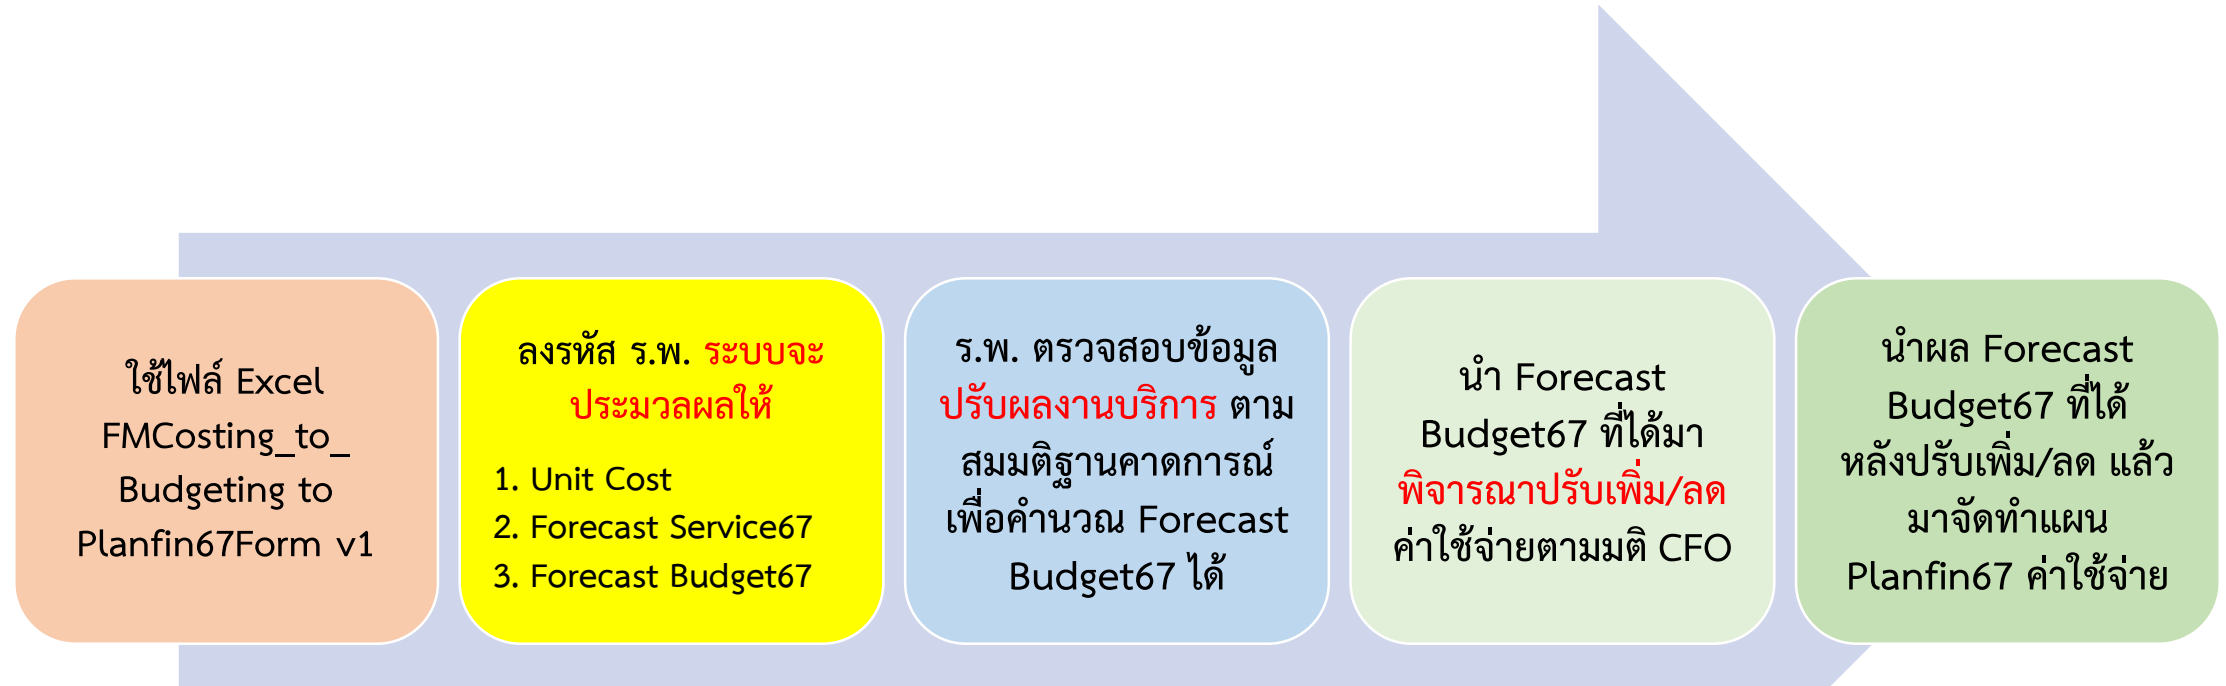 ใช้ไฟล์ Excel
FMCosting_to_
Budgeting to
Planfin67Form v1
ลงรหัส ร.พ. ระบบจะ
ประมวลผลให้
1. Unit Cost
2. Forecast Service67
3. Forecast Budget67
ร.พ. ตรวจสอบข้อมูล
ปรับผลงานบริการ ตาม
สมมติฐานคาดการณ์
เพื่อคำนวณ Forecast
Budget67 ได้
นำ Forecast
Budget67 ที่ได้มา
พิจารณาปรับเพิ่ม/ลด
ค่าใช้จ่ายตามมติ CFO
นำผล Forecast
Budget67 ที่ได้
หลังปรับเพิ่ม/ลด แล้ว
มาจัดทำแผน
Planfin67 ค่าใช้จ่าย